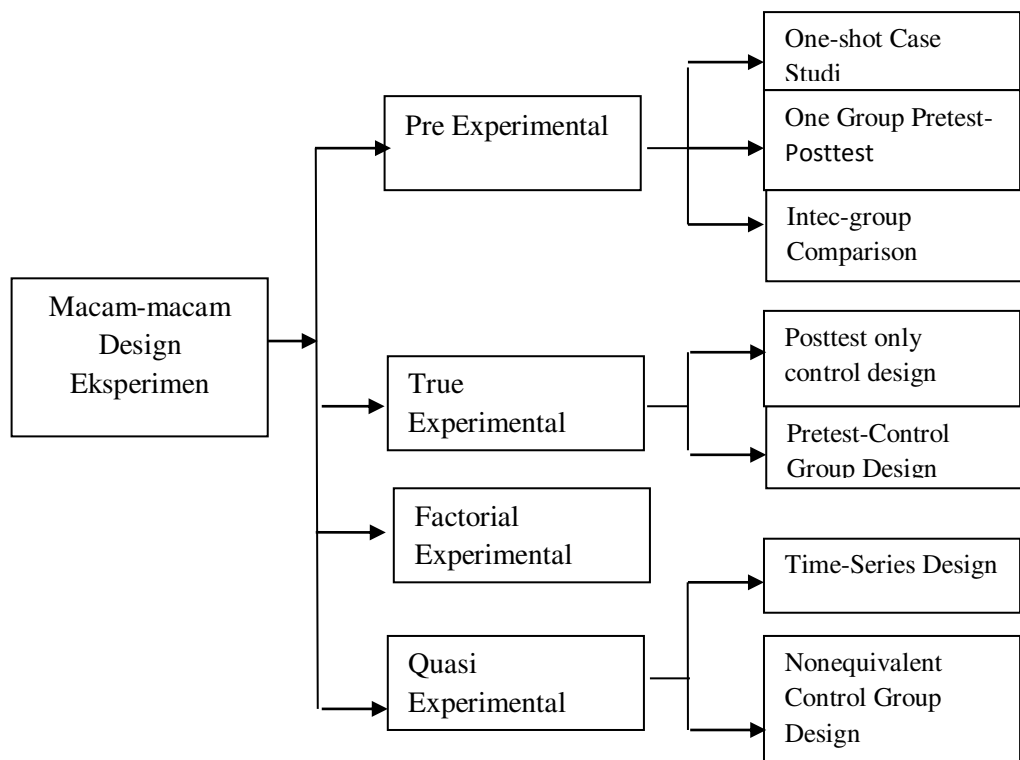 One-shot Case
Studi
Pre Experimental
One Group Pretest-
Posttest
Intec-group
Comparison
Macam-macam
Design
Eksperimen
Posttest only
control design
True
Experimental
Pretest-Control
Group Design
Factorial
Experimental
Time-Series Design
Quasi
Experimental
Nonequivalent
Control Group
Design